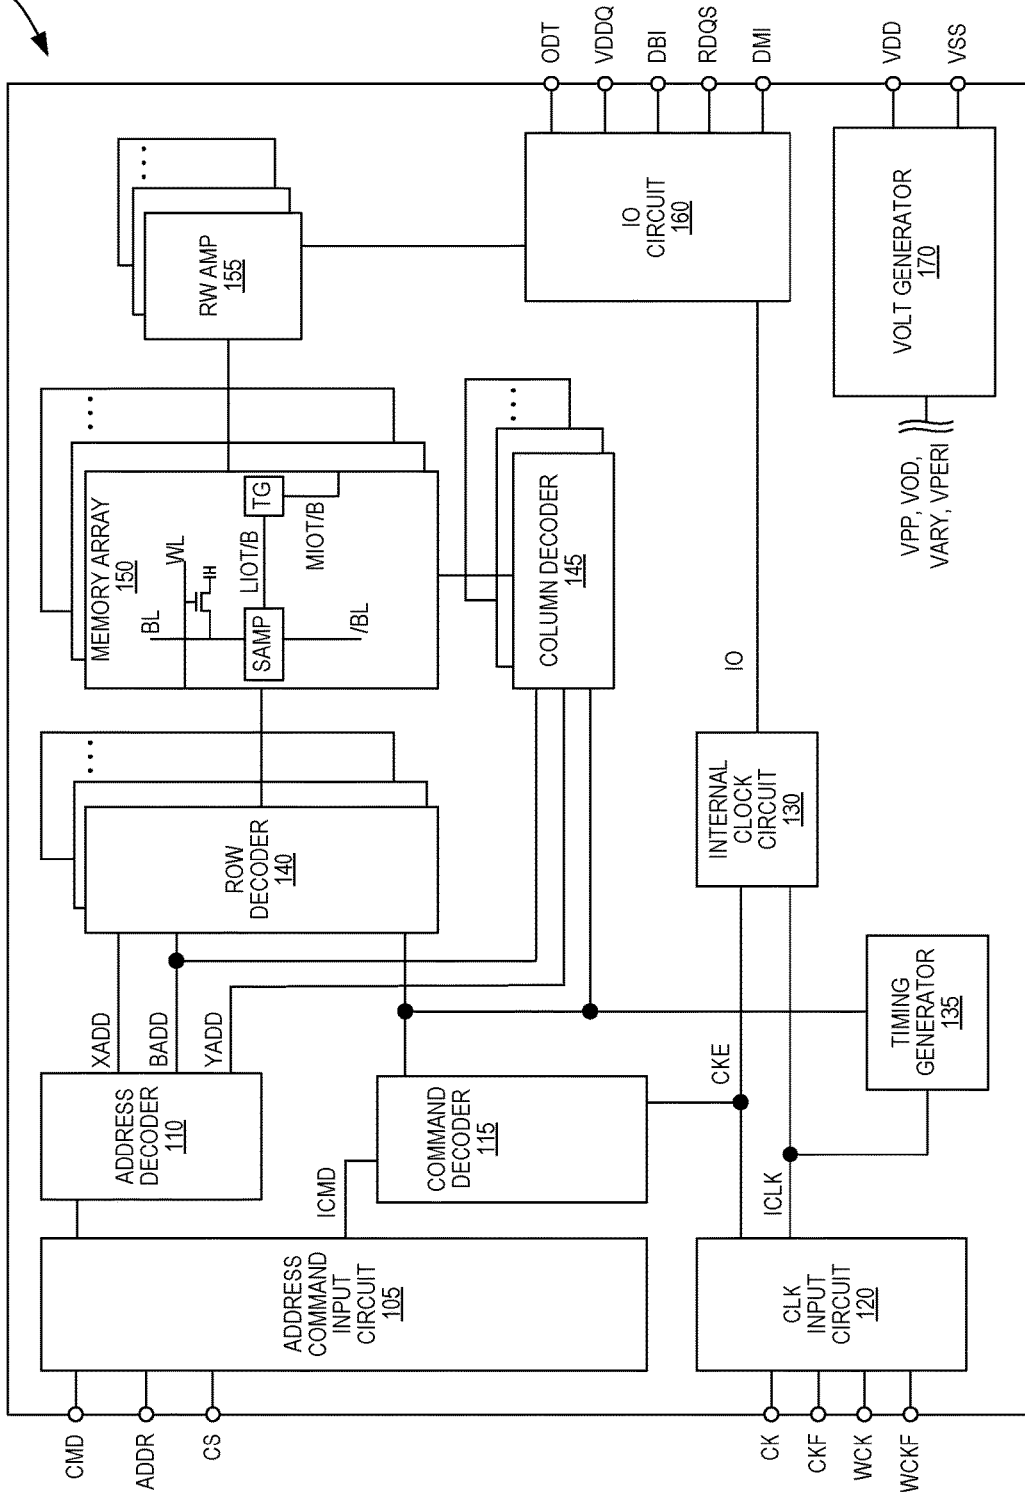 CMD
ADDR
CS
CK
CKF
WCK
WCKF
ADDRESS
COMMAND
INPUT
CIRCUIT
105
CLK
INPUT
CIRCUIT
120
ICMD
ICLK
CKE
ADDRESS
DECODER
110
COMMAND
DECODER
115
XADD
BADD
YADD
TIMING
GENERATOR
135
ROW
DECODER
140
INTERNAL
CLOCK
CIRCUIT
130
IO
MEMORY ARRAY
150
BL
WL
SAMP
/BL
LIOT/B
TG
MIOT/B
COLUMN DECODER
145
RW AMP
155
IO
CIRCUIT
160
VOLT GENERATOR
170
VPP, VOD,
VARY, VPERI
ODT
VDDQ
DBI
RDQS
DMI
VDD
VSS